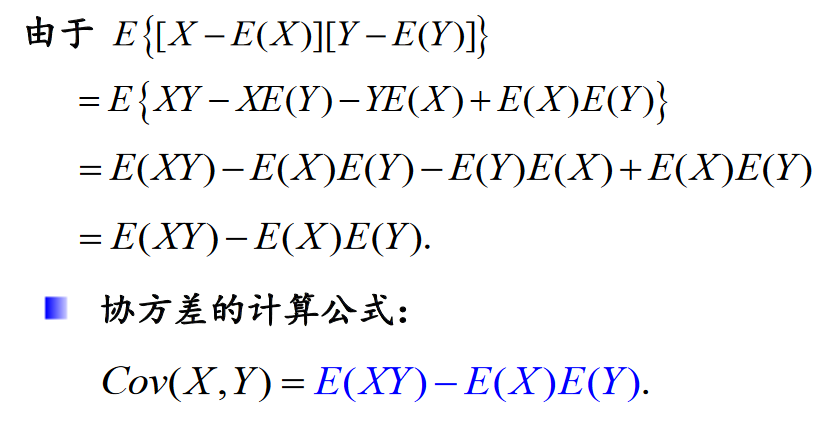 由于 E{[X−E(X)][Y−E(Y)]}
=E{XY−XE(Y)−YE(X)+E(X)E(Y)}
=E(XY)−E(X)E(Y)−E(Y)E(X)+E(X)E(Y)
=E(XY)−E(X)E(Y).
协方差的计算公式：
Cov(X,Y)=E(XY)−E(X)E(Y).